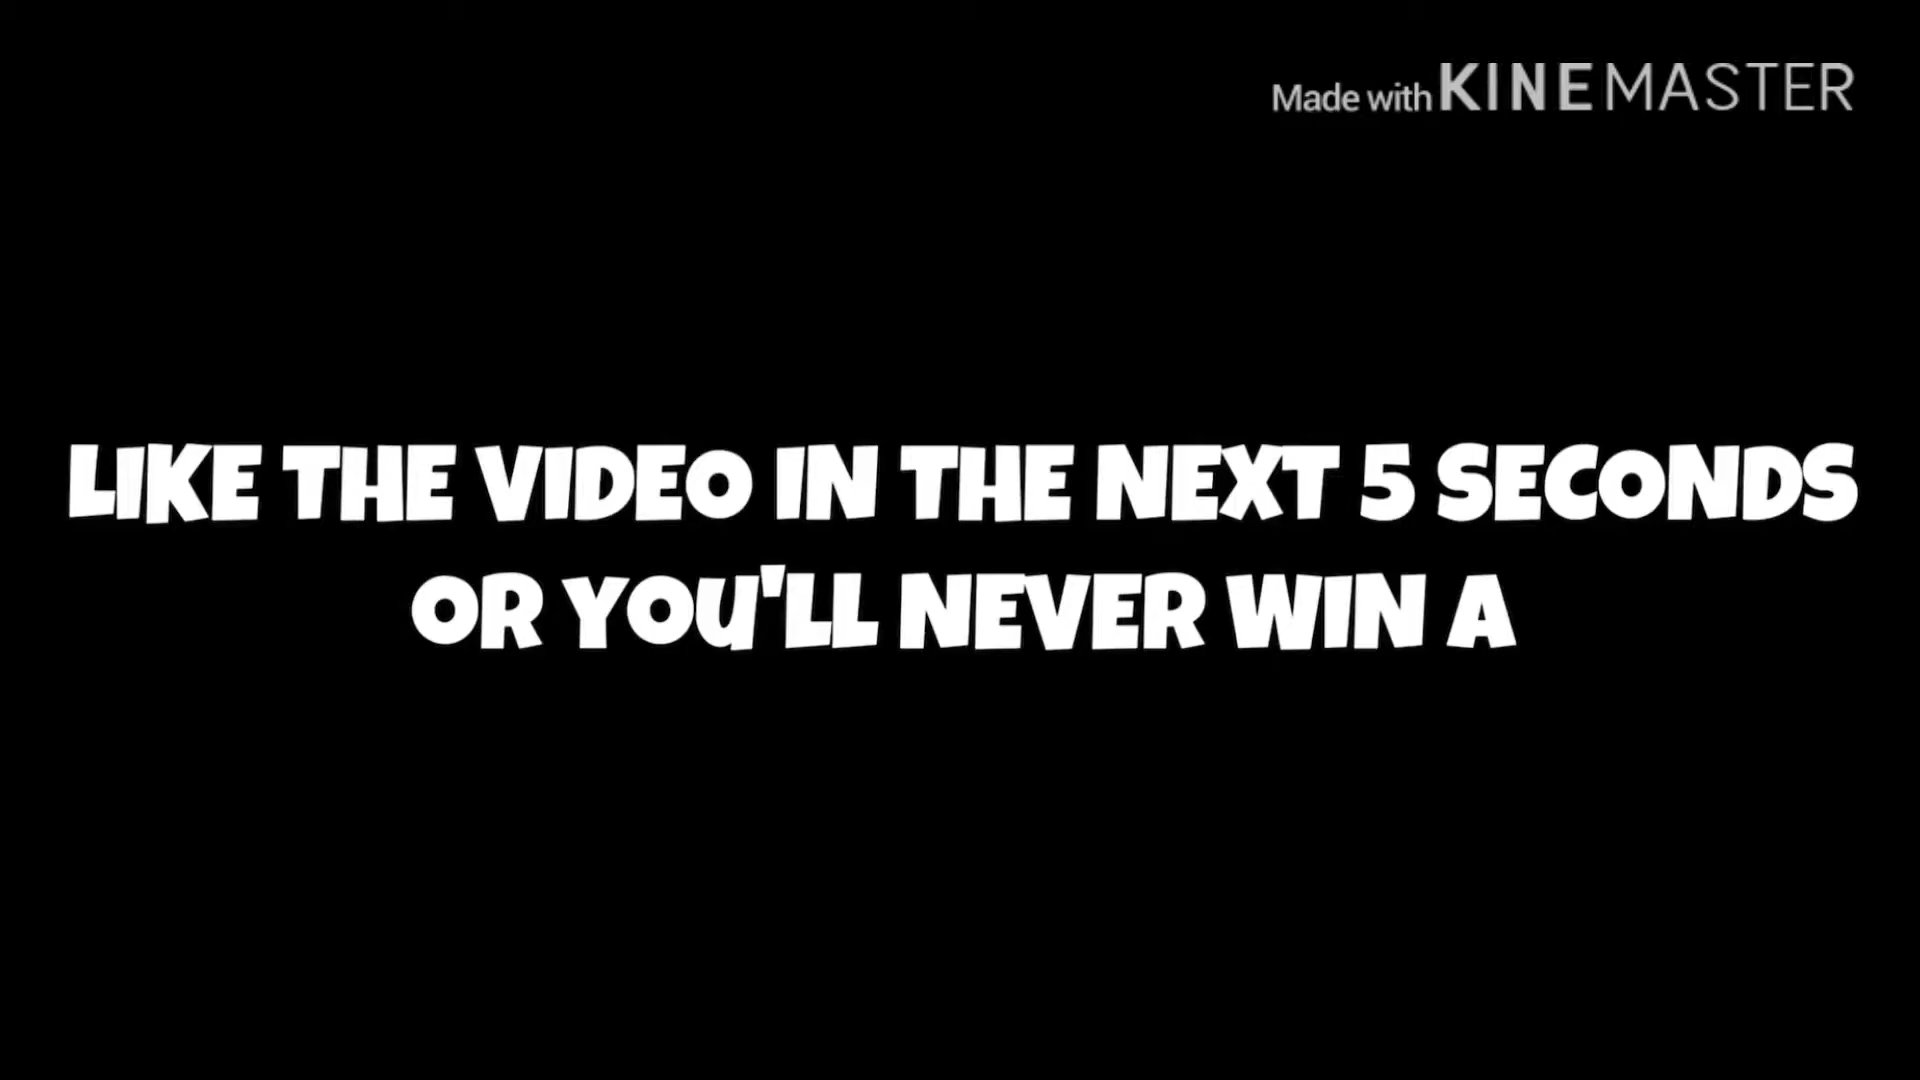 Made with KINEMASTER
LIKE THE VIDEO IN THE NEXT 5 SECONDS
OR YOU'LL NEVER WIN A